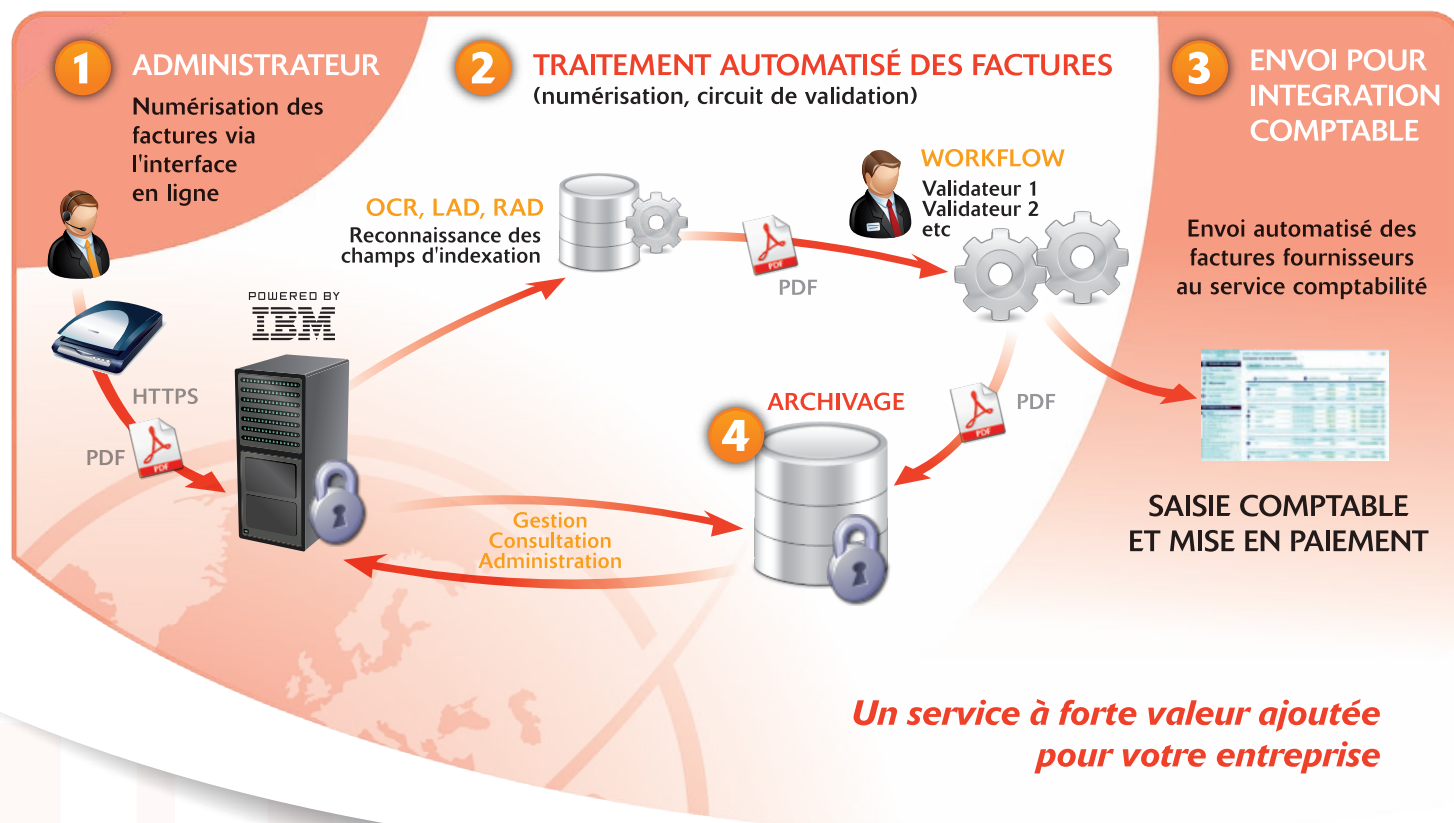 1
ADMINISTRATEUR
Numérisation des
factures via
l'interface
en ligne
2
TRAITEMENT AUTOMATISÉ DES FACTURES
(numérisation, circuit de validation)
3
ENVOI POUR
INTEGRATION
COMPTABLE
OCR, LAD, RAD
Reconnaissance des
champs d'indexation
WORKFLOW
Validateur 1
Validateur 2
etc
PDF
PDF
Envoi automatisé des
factures fournisseurs
au service comptabilité
POWERED BY
IBM
HTTPS
PDF
PDF
4
ARCHIVAGE
PDF
PDF
Gestion
Consultation
Administration
SAISIE COMPTABLE
ET MISE EN PAIEMENT
Un service à forte valeur ajoutée
pour votre entreprise